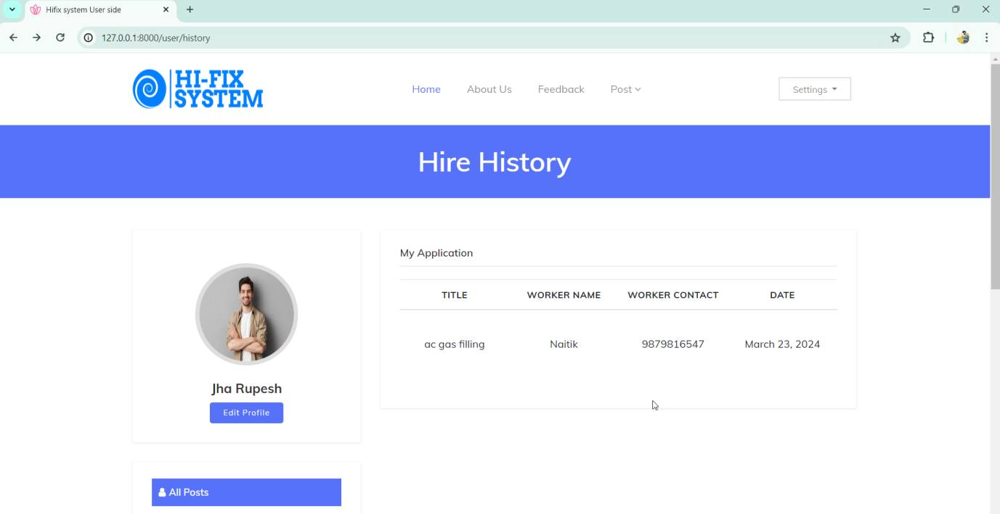 Hifix system User side
127.0.0.1:8000/user/history
HI-FIX
SYSTEM
Home About Us Feedback Post
Settings
Hire History
Jha Rupesh
Edit Profile
All Posts
My Application
TITLE WORKER NAME WORKER CONTACT DATE
ac gas filling Naitik 9879816547 March 23, 2024